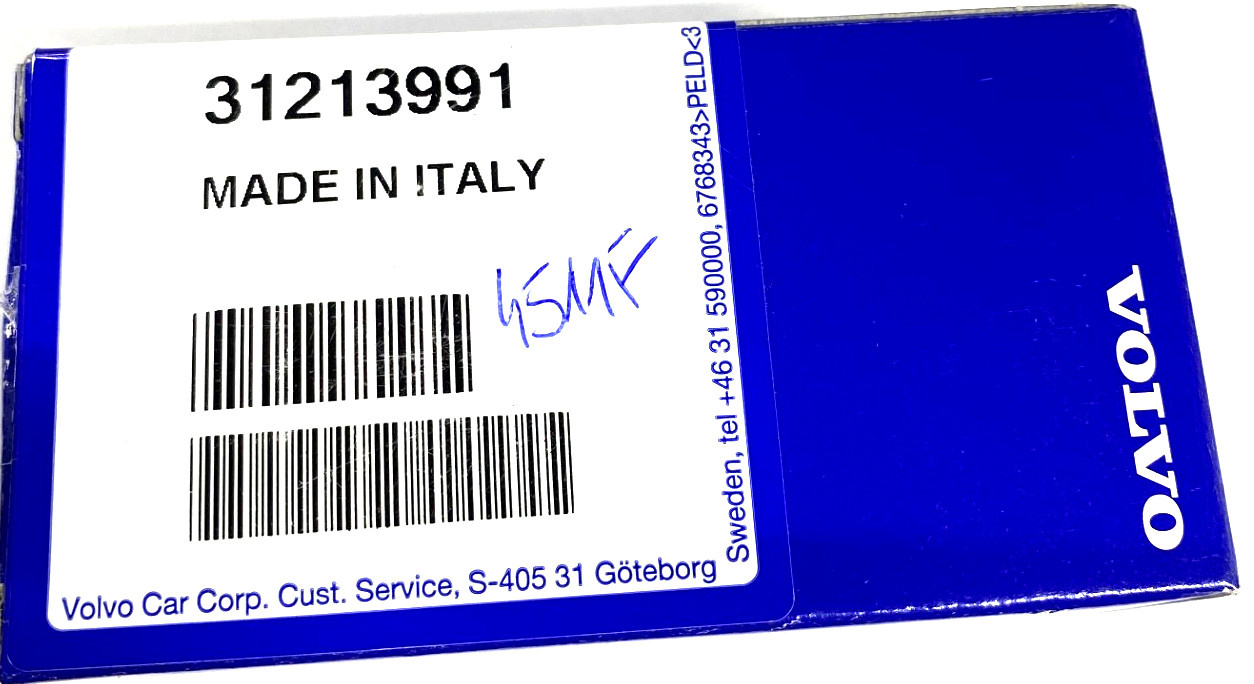 31213991
MADE IN ITALY
45MF
Volvo Car Corp. Cust. Service, S-405 31 Göteborg
Sweden, tel +46 31 590000, 6768343>PELD<3
VOLVO